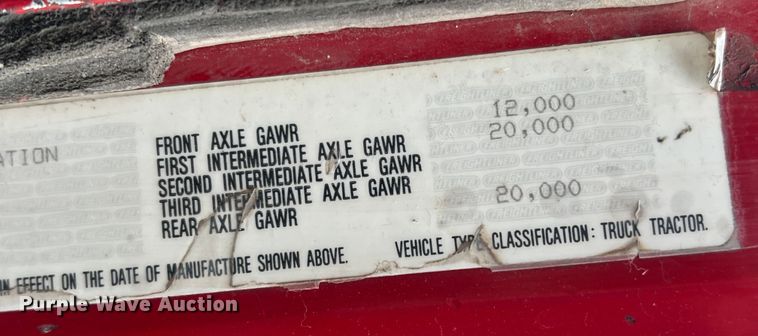 ATION
FRONT AXLE GAWR 12,000
FIRST INTERMEDIATE AXLE GAWR 20,000
SECOND INTERMEDIATE AXLE GAWR
THIRD INTERMEDIATE AXLE GAWR
REAR AXLE GAWR 20,000
IN EFFECT ON THE DATE OF MANUFACTURE SHOWN ABOVE.
VEHICLE TYPE CLASSIFICATION: TRUCK TRACTOR.
Purple Wave Auction